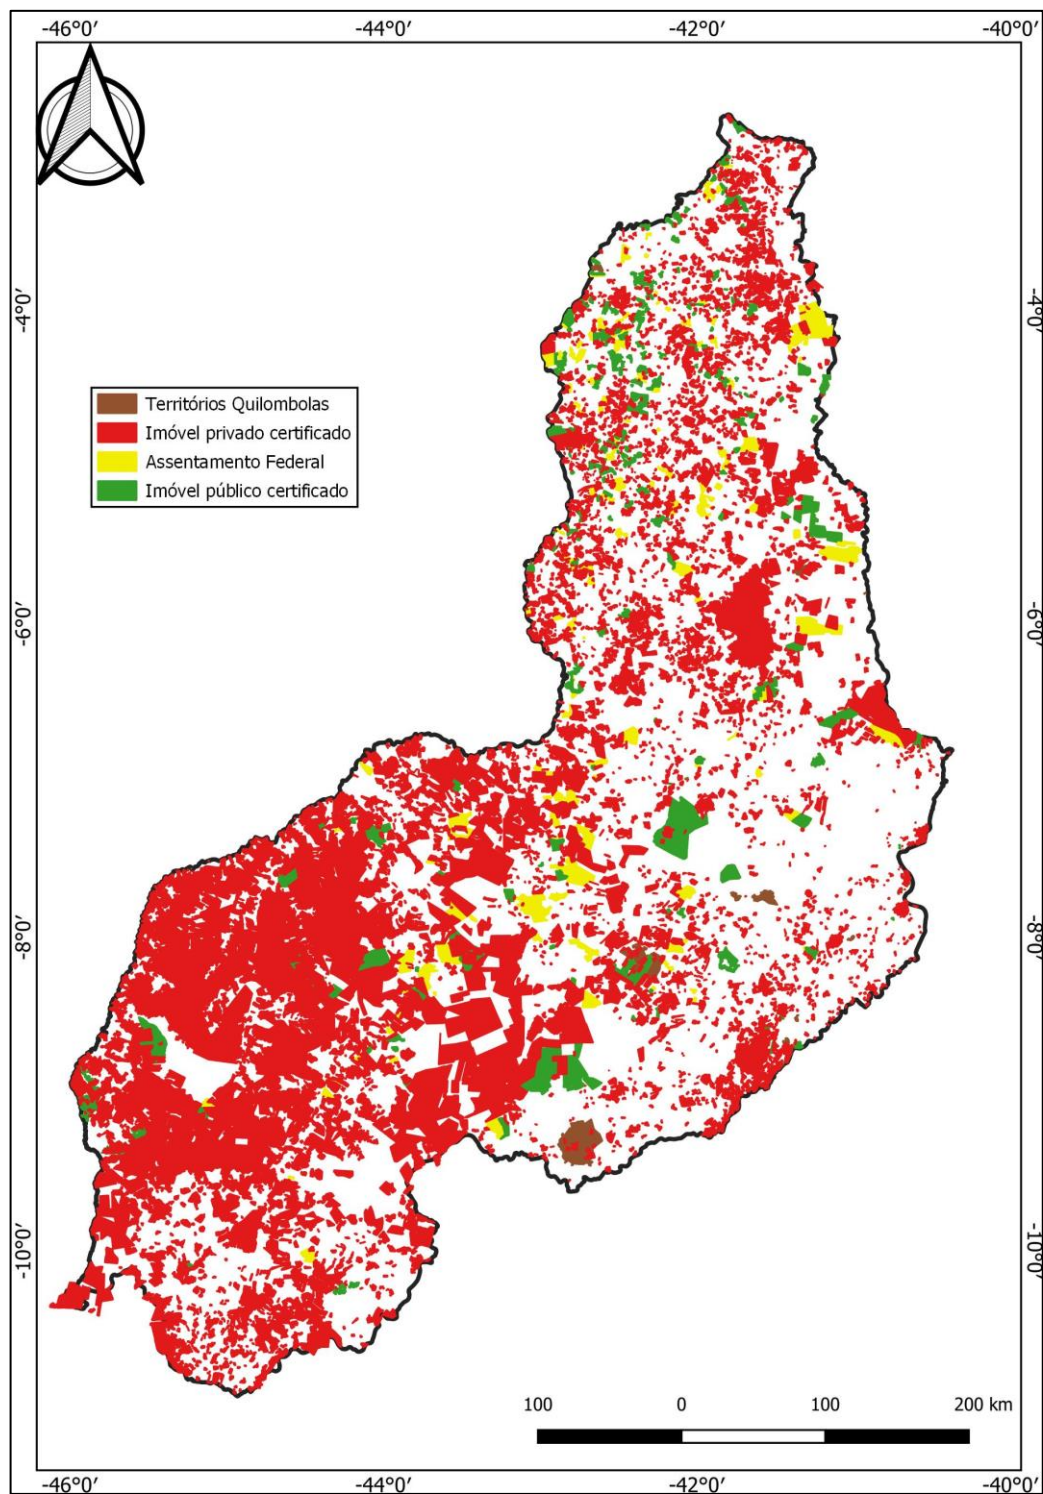 -46°0′ -44°0′ -42°0′ -40°0′
-4°0′ -4°0′
Territórios Quilombolas
Imóvel privado certificado
Assentamento Federal
Imóvel público certificado
-6°0′ -6°0′
-8°0′ -8°0′
-10°0′ -10°0′
100 0 100 200 km
-46°0′ -44°0′ -42°0′ -40°0′